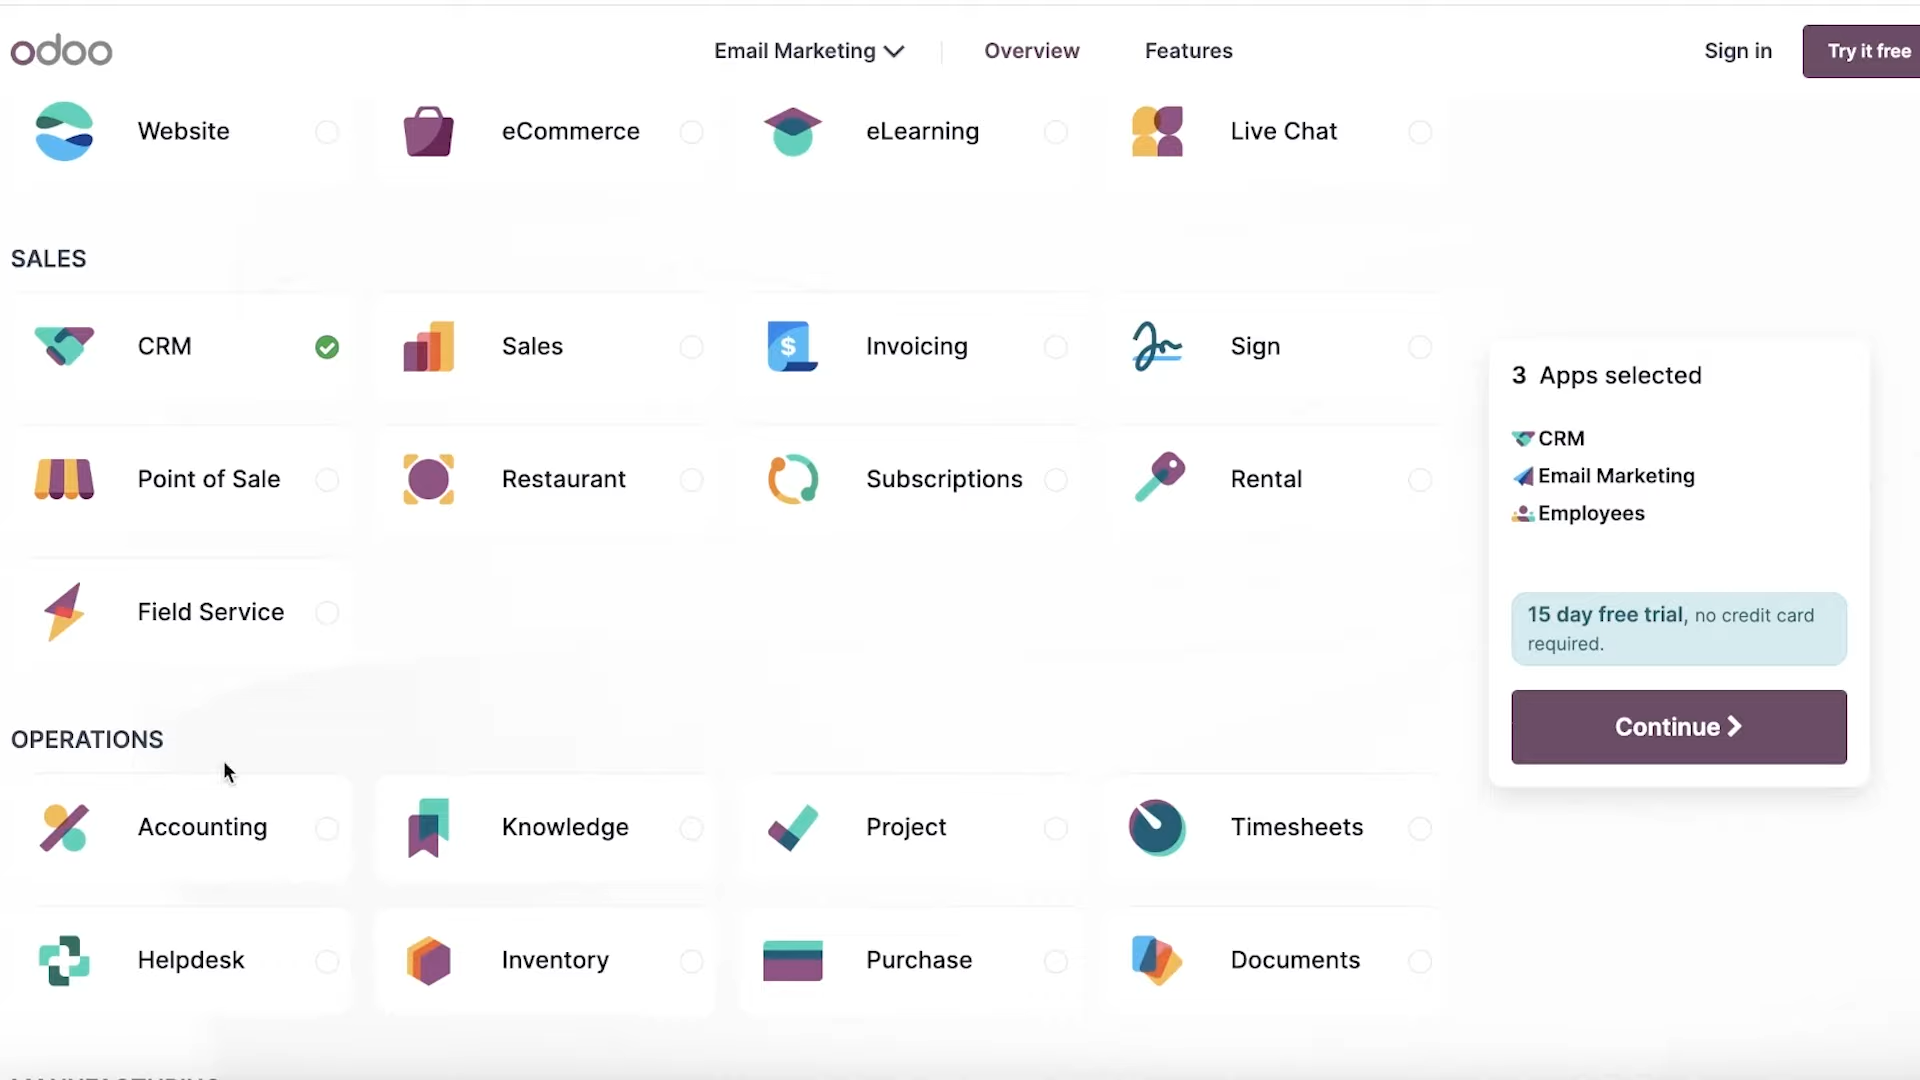 odoo
Email Marketing
Overview
Features
Sign in
Try it free
Website
eCommerce
eLearning
Live Chat
SALES
CRM
Sales
Invoicing
Sign
Point of Sale
Restaurant
Subscriptions
Rental
Field Service
3 Apps selected
CRM
Email Marketing
Employees
15 day free trial, no credit card
required.
Continue
OPERATIONS
Accounting
Knowledge
Project
Timesheets
Helpdesk
Inventory
Purchase
Documents